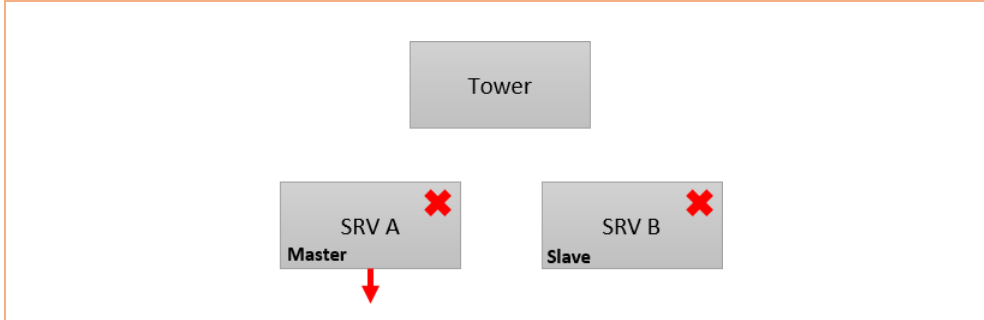 Tower
SRV A
Master
SRV B
Slave